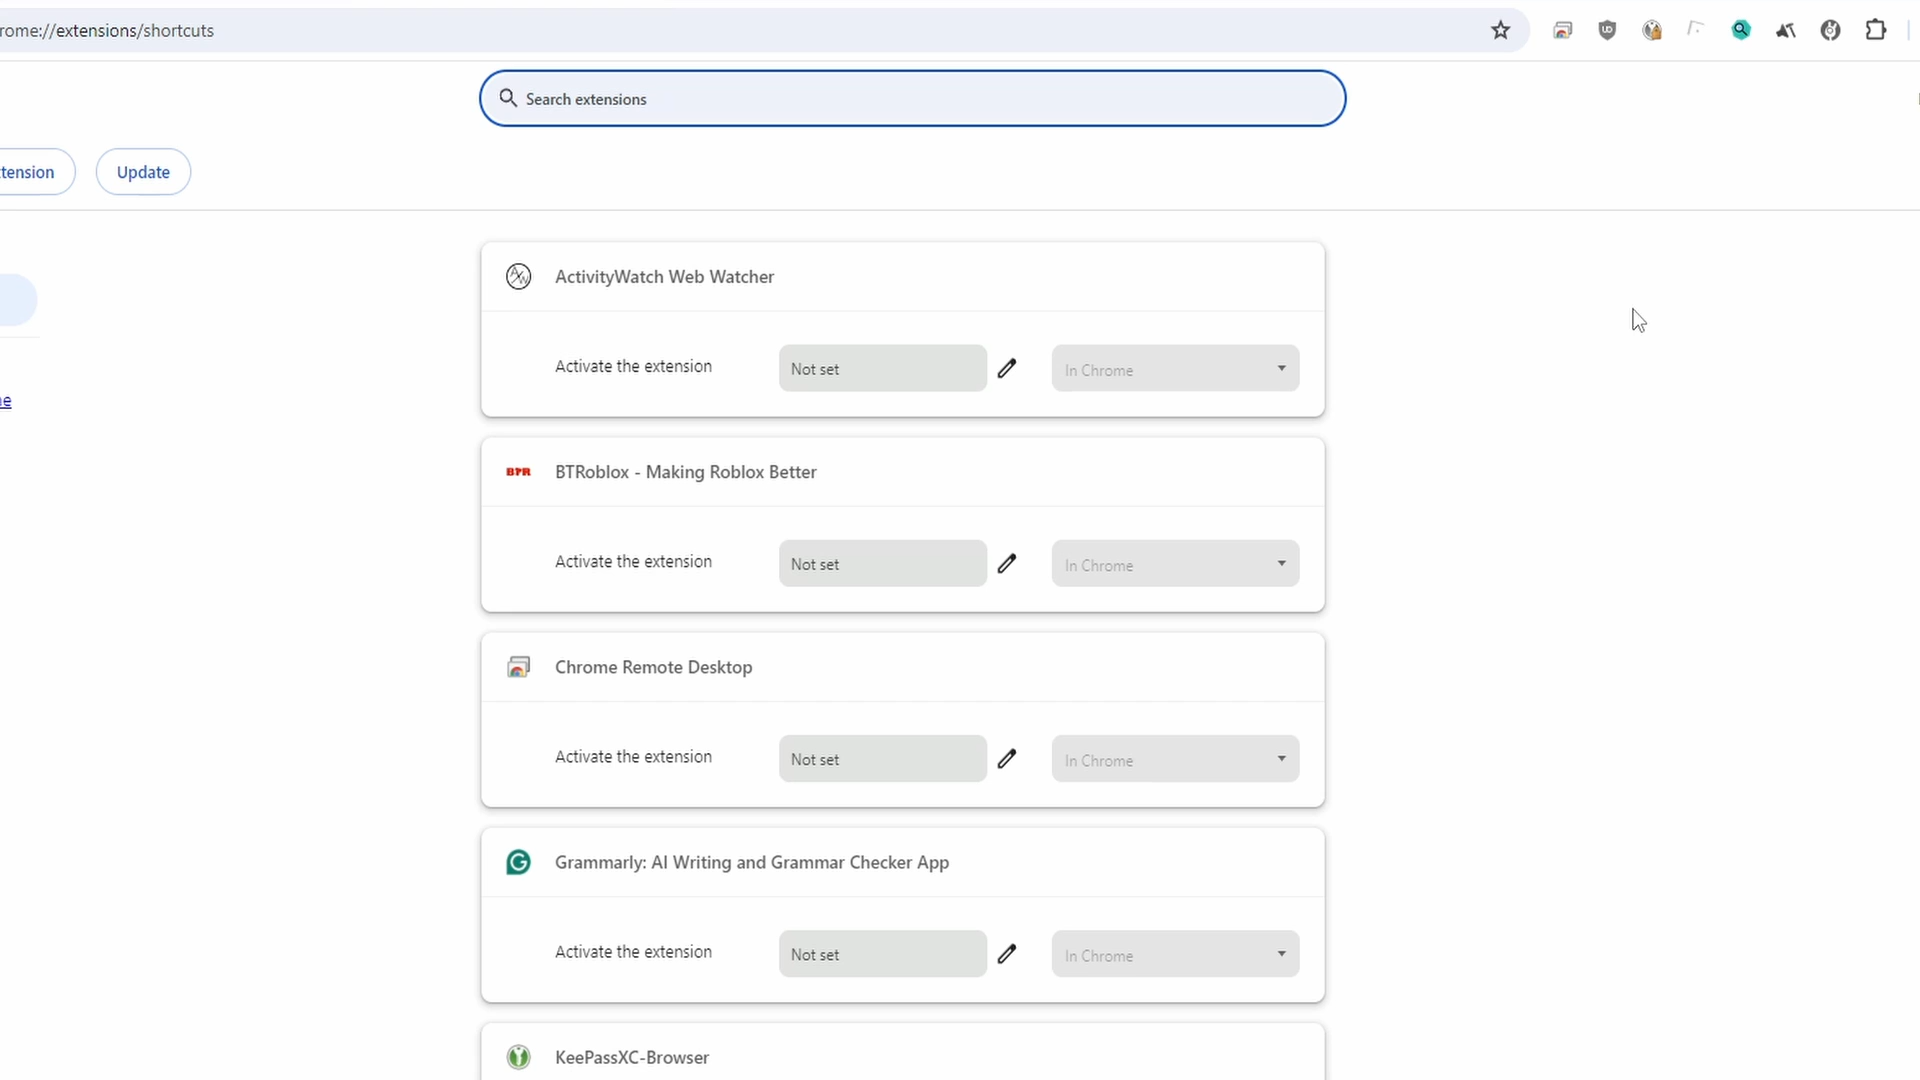 rome://extensions/shortcuts
Search extensions
tension
Update
ne
ActivityWatch Web Watcher
Activate the extension
Not set
In Chrome
BTR
BTRoblox - Making Roblox Better
Activate the extension
Not set
In Chrome
Chrome Remote Desktop
Activate the extension
Not set
In Chrome
Grammarly: AI Writing and Grammar Checker App
Activate the extension
Not set
In Chrome
KeePassXC-Browser